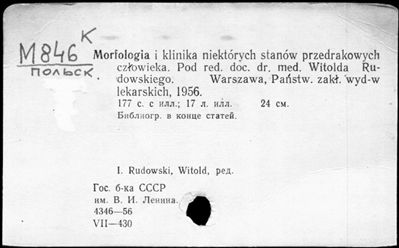 К
М846
польск.
Morfologia i klinika niektórych stanów przedrakowych
człowieka. Pod red. doc. dr. med. Witolda Ru-
dowskiego. Warszawa, Państw. zakł. wyd-w
lekarskich, 1956.
177 с. с илл.; 17 л. илл. 24 см.
Библиогр. в конце статей.
I. Rudowski, Witold, ред.
Гос. б-ка СССР
им. В. И. Ленина.
4346—56
VII—430